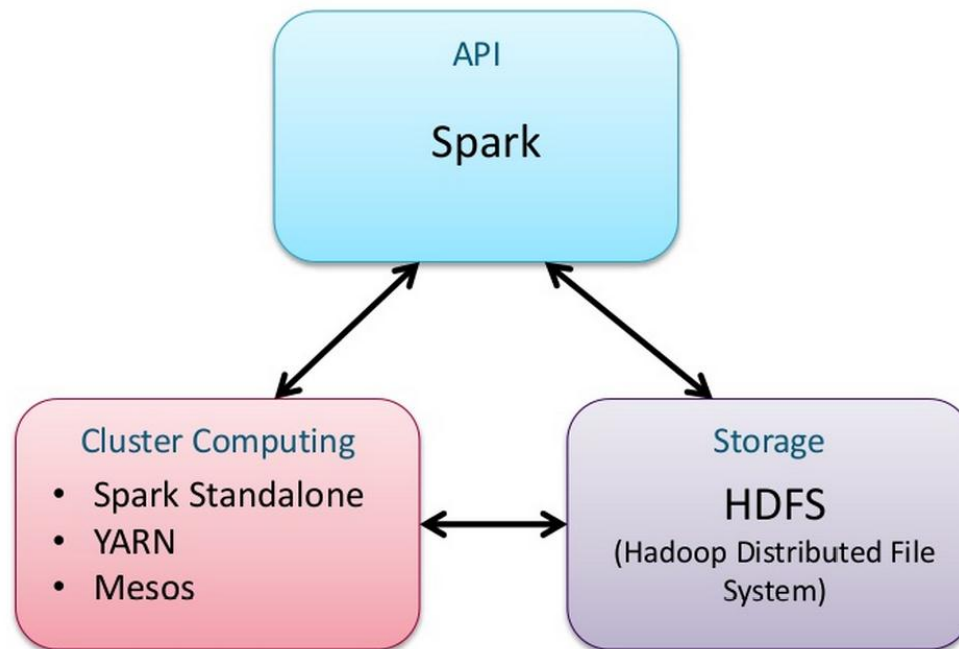 API
Spark
Cluster Computing
• Spark Standalone
• YARN
• Mesos
Storage
HDFS
(Hadoop Distributed File
System)